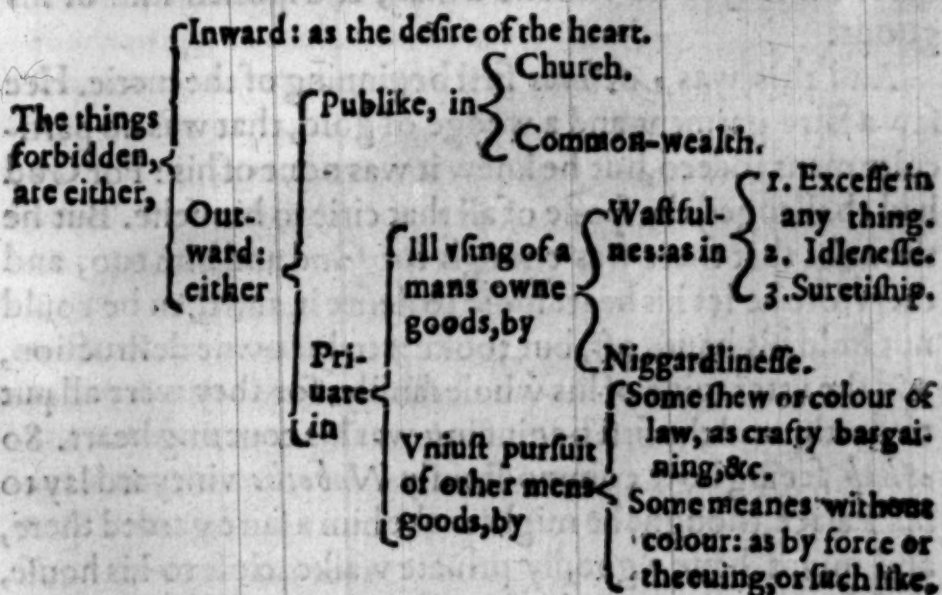 Inward: as the deſire of the heart.
The things
forbidden,
are either,
Out-
ward:
either
Publike, in
Church.
Common-wealth.
Pri-
uate
in
Ill vſing of a
mans owne
goods, by
Waſtful-
nes: as in
1. Exceſſe in
any thing.
2. Idleneſſe.
3. Suretiſhip.
Niggardlineſſe.
Vniuſt purſuit
of other mens
goods, by
Some ſhew or colour of
law, as crafty bargai-
ning, &c.
Some meanes without
colour: as by force or
theeuing, or ſuch like.